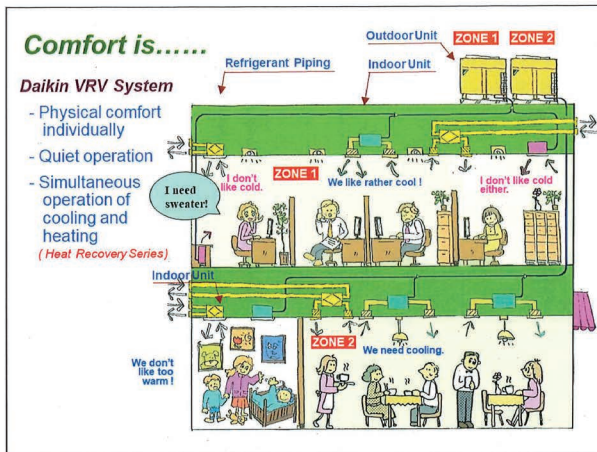 Comfort is......
Outdoor Unit
ZONE 1
ZONE 2
Refrigerant Piping
Indoor Unit
Daikin VRV System
- Physical comfort
individually
- Quiet operation
- Simultaneous
operation of
cooling and
heating
( Heat Recovery Series)
I don't
like cold.
ZONE 1
We like rather cool !
I don't like cold
either.
I need
sweater!
Indoor Unit
ZONE 2
We need cooling.
We don't
like too
warm !